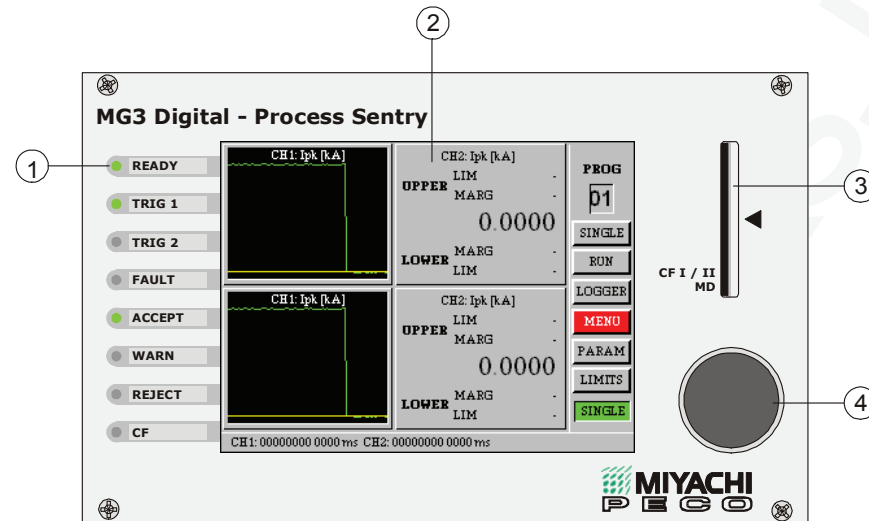 2
MG3 Digital - Process Sentry
1
READY
TRIG 1
TRIG 2
FAULT
ACCEPT
WARN
REJECT
CF
CH1: Ipk [kA]
CH2: Ipk [kA]
UPPER
LIM -
MARG -
0.0000
LOWER
MARG -
LIM -
CH1: Ipk [kA]
CH2: Ipk [kA]
UPPER
LIM -
MARG -
0.0000
LOWER
MARG -
LIM -
PROG
01
SINGLE
RUN
LOGGER
MENU
PARAM
LIMITS
SINGLE
CH1: 00000000 0000 ms CH2: 00000000 0000 ms
3
CF I / II
MD
4
MIYACHI
PECO